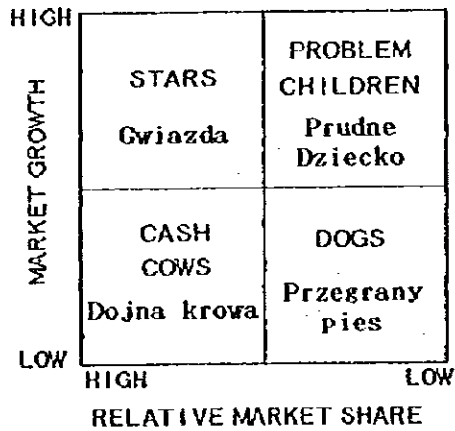 HIGH
STARS
Gwiazda
PROBLEM
CHILDREN
Prudne
Dziecko
MARKET GROWTH
CASH
COWS
Dojna krowa
DOGS
Przegrany
pies
LOW
HIGH
LOW
RELATIVE MARKET SHARE